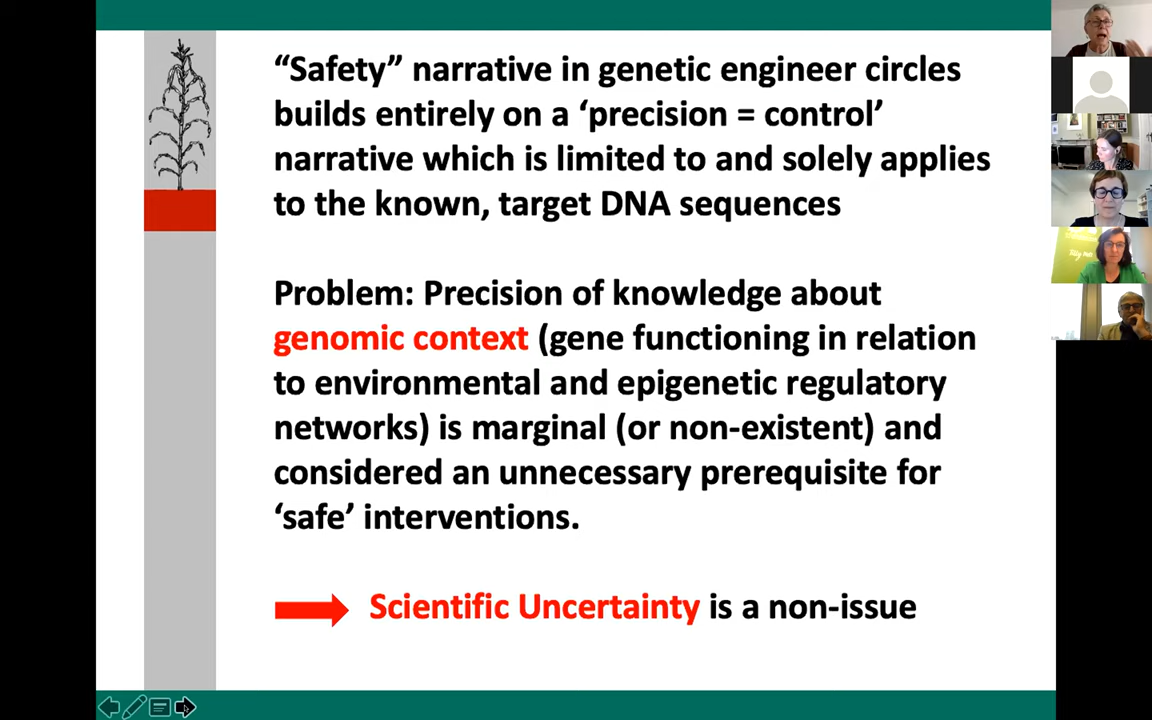 “Safety” narrative in genetic engineer circles
builds entirely on a ‘precision = control’
narrative which is limited to and solely applies
to the known, target DNA sequences
Problem: Precision of knowledge about
genomic context (gene functioning in relation
to environmental and epigenetic regulatory
networks) is marginal (or non-existent) and
considered an unnecessary prerequisite for
‘safe’ interventions.
Scientific Uncertainty is a non-issue